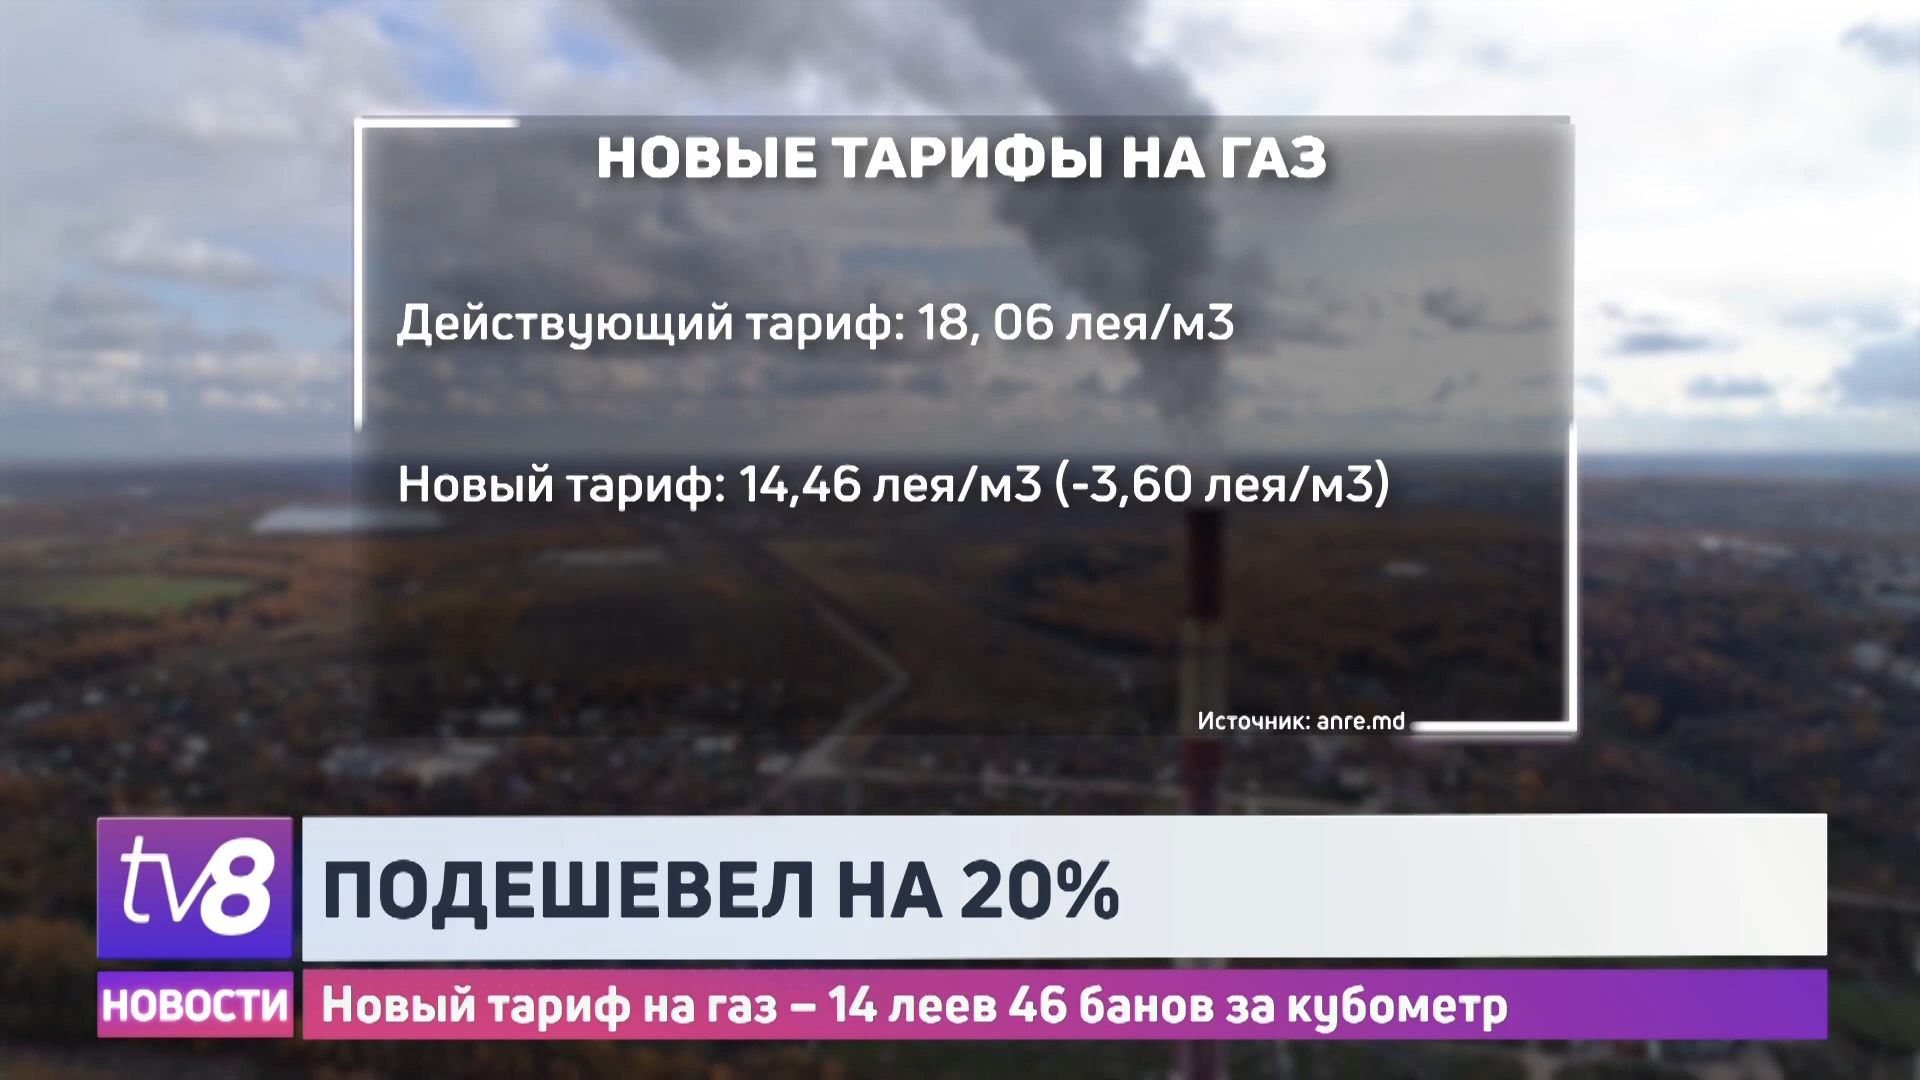 НОВЫЕ ТАРИФЫ НА ГАЗ
Действующий тариф: 18, 06 лея/м3
Новый тариф: 14,46 лея/м3 (-3,60 лея/м3)
Источник: anre.md
tv8
ПОДЕШЕВЕЛ НА 20%
НОВОСТИ
Новый тариф на газ – 14 леев 46 банов за кубометр